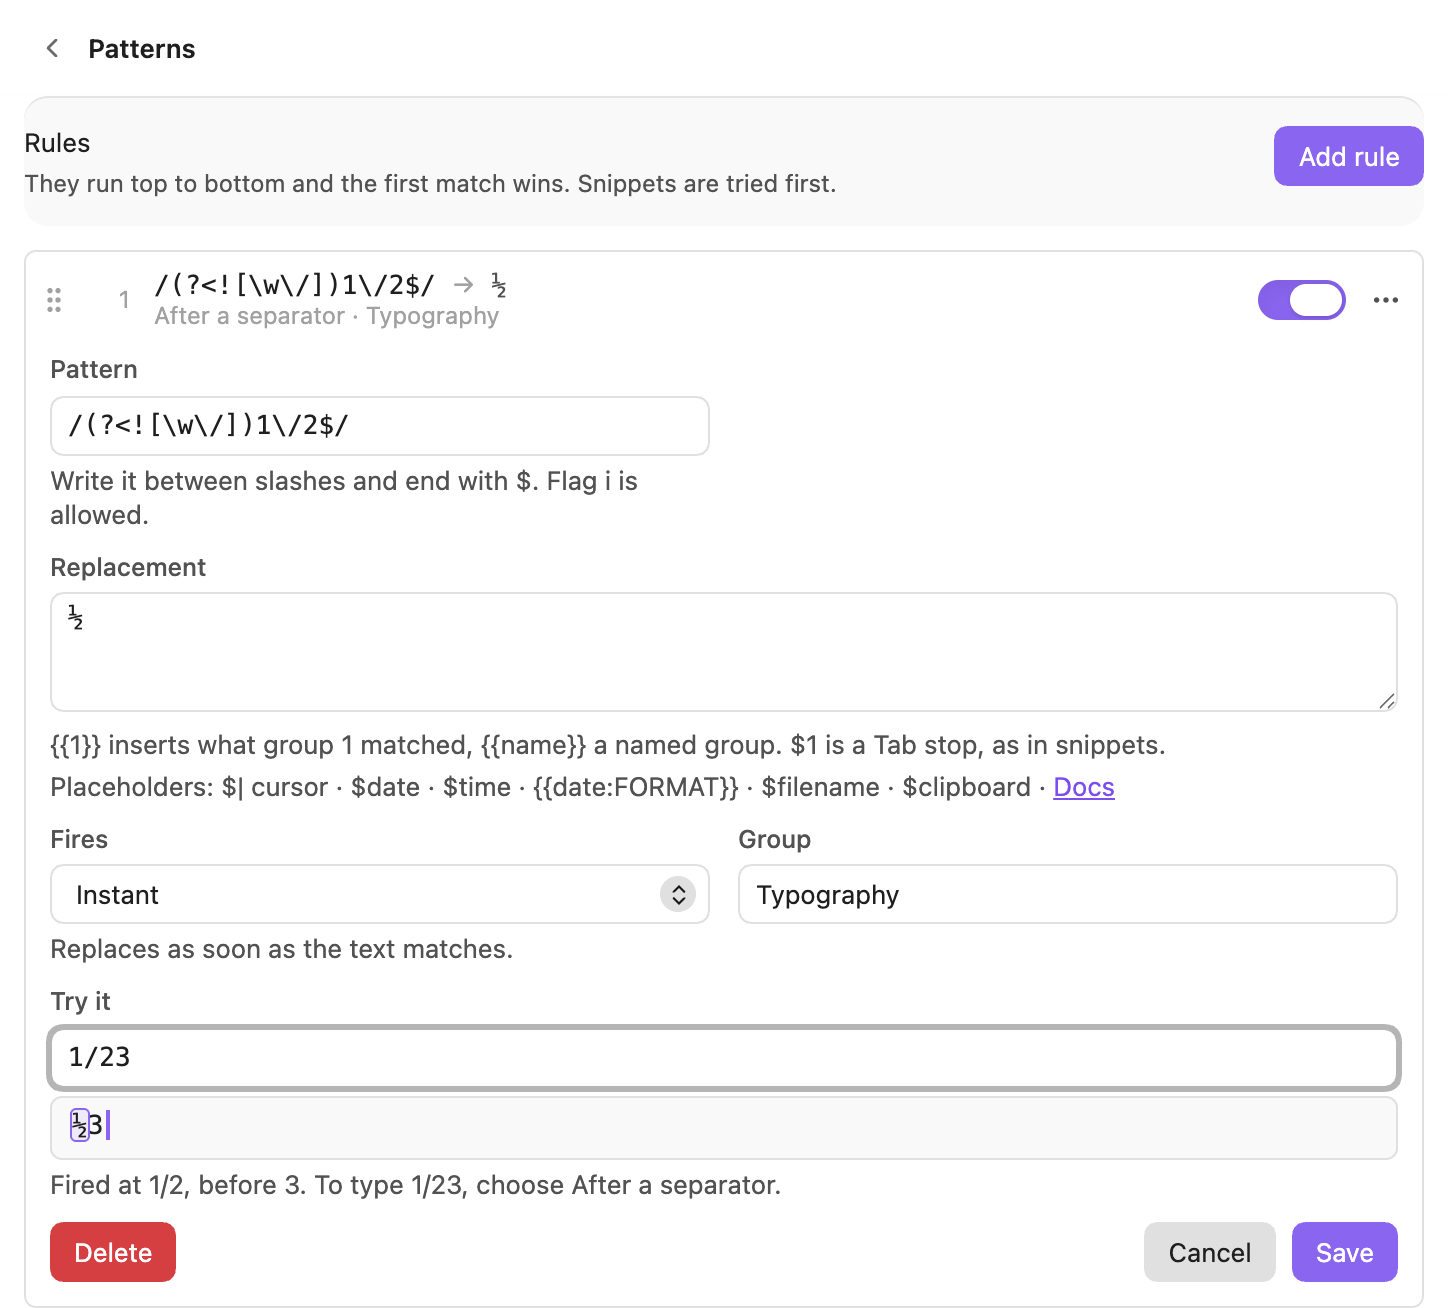 Patterns
Rules
They run top to bottom and the first match wins. Snippets are tried first.
Add rule
1
/(?<![\w\/])1\/2$/ → ½
After a separator · Typography
Pattern
/(?<![\w\/])1\/2$/
Write it between slashes and end with $. Flag i is
allowed.
Replacement
½
{{1}} inserts what group 1 matched, {{name}} a named group. $1 is a Tab stop, as in snippets.
Placeholders: $| cursor · $date · $time · {{date:FORMAT}} · $filename · $clipboard · Docs
Fires
Group
Instant
Typography
Replaces as soon as the text matches.
Try it
1/23
½3
Fired at 1/2, before 3. To type 1/23, choose After a separator.
Delete
Cancel
Save